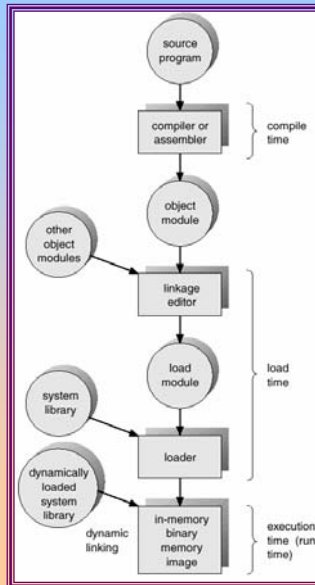 source
program
compiler or
assembler
compile
time
object
module
other
object
modules
linkage
editor
load
module
load
time
system
library
loader
dynamically
loaded
system
library
dynamic
linking
in-memory
binary
memory
image
execution
time (run
time)